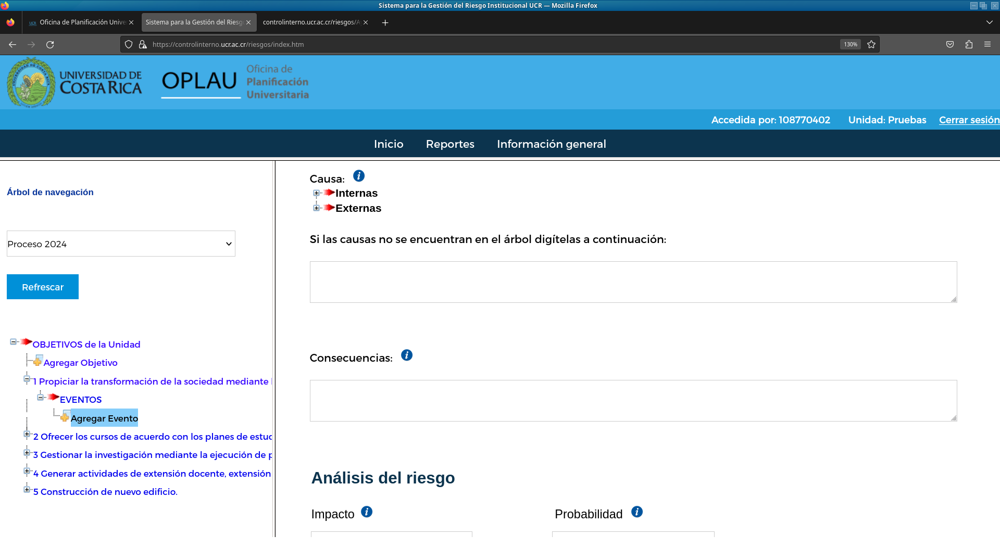 Sistema para la Gestión del Riesgo Institucional UCR — Mozilla Firefox
Oficina de Planificación Unive
Sistema para la Gestión del Riesg
controlinterno.ucr.ac.cr/riesgos/A
https://controlinterno.ucr.ac.cr/riesgos/index.htm
130%
UNIVERSIDAD DE
COSTA RICA
OPLAU
Oficina de
Planificación
Universitaria
Accedida por: 108770402
Unidad: Pruebas
Cerrar sesión
Inicio
Reportes
Información general
Árbol de navegación
Proceso 2024
Refrescar
OBJETIVOS de la Unidad
Agregar Objetivo
1 Propiciar la transformación de la sociedad mediante
EVENTOS
Agregar Evento
2 Ofrecer los cursos de acuerdo con los planes de estuc
3 Gestionar la investigación mediante la ejecución de p
4 Generar actividades de extensión docente, extensión
5 Construcción de nuevo edificio.
Causa:
Internas
Externas
Si las causas no se encuentran en el árbol digítelas a continuación:
Consecuencias:
Análisis del riesgo
Impacto
Probabilidad